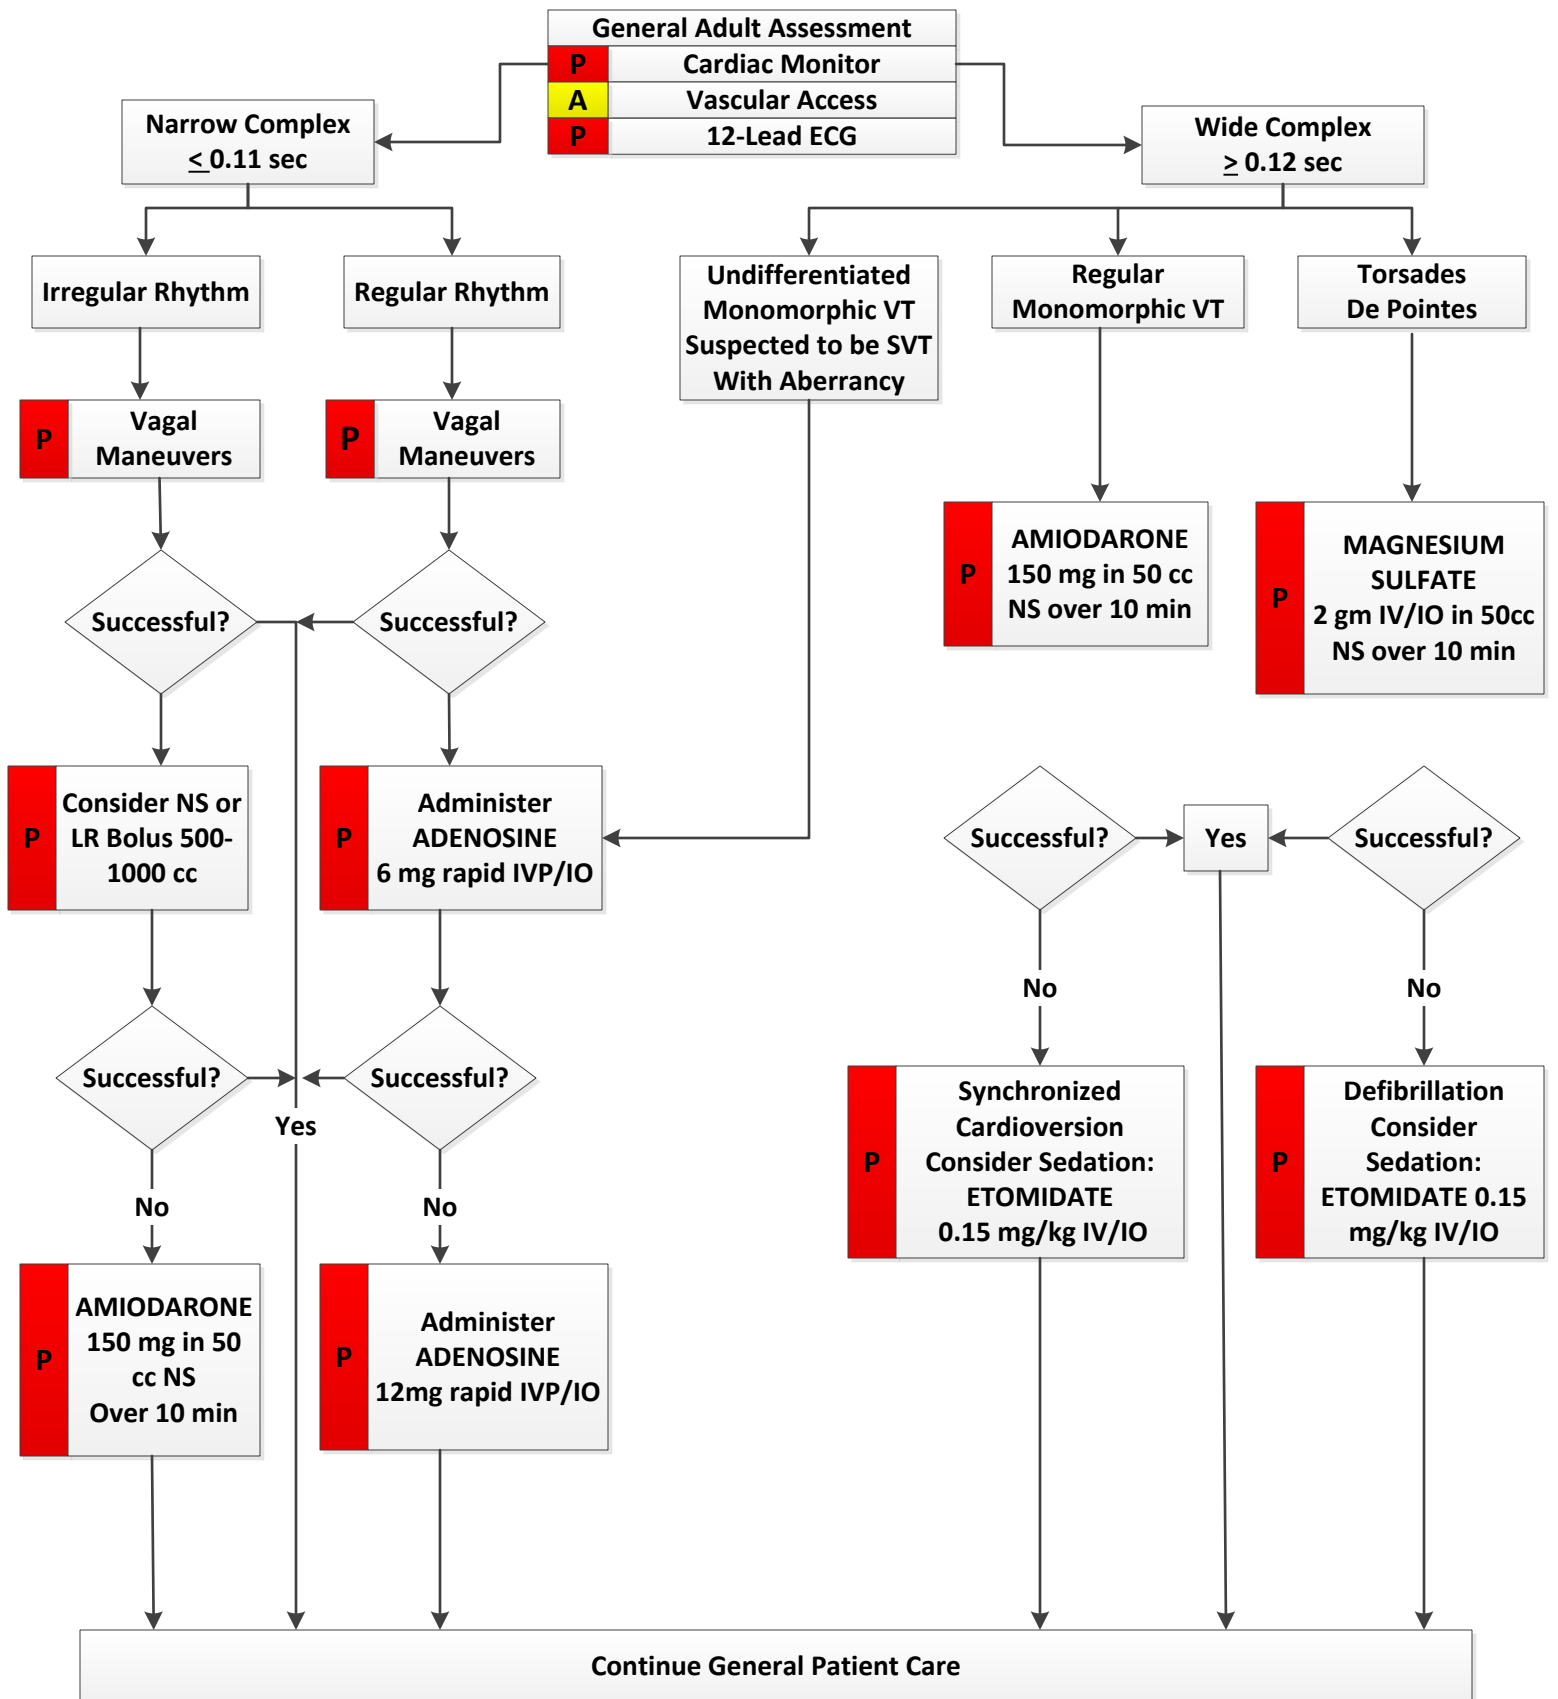 General Adult Assessment
P Cardiac Monitor
A Vascular Access
P 12-Lead ECG
Narrow Complex
≤ 0.11 sec
Wide Complex
≥ 0.12 sec
Irregular Rhythm
Regular Rhythm
Undifferentiated
Monomorphic VT
Suspected to be SVT
With Aberrancy
Regular
Monomorphic VT
Torsades
De Pointes
P
Vagal
Maneuvers
P
Vagal
Maneuvers
P
AMIODARONE
150 mg in 50 cc
NS over 10 min
P
MAGNESIUM
SULFATE
2 gm IV/IO in 50cc
NS over 10 min
Successful?
Successful?
P
Consider NS or
LR Bolus 500-
1000 cc
P
Administer
ADENOSINE
6 mg rapid IVP/IO
Successful?
Yes
Successful?
No
No
Successful?
Successful?
Yes
No
No
P
Synchronized
Cardioversion
Consider Sedation:
ETOMIDATE
0.15 mg/kg IV/IO
P
Defibrillation
Consider
Sedation:
ETOMIDATE 0.15
mg/kg IV/IO
P
AMIODARONE
150 mg in 50
cc NS
Over 10 min
P
Administer
ADENOSINE
12mg rapid IVP/IO
Continue General Patient Care